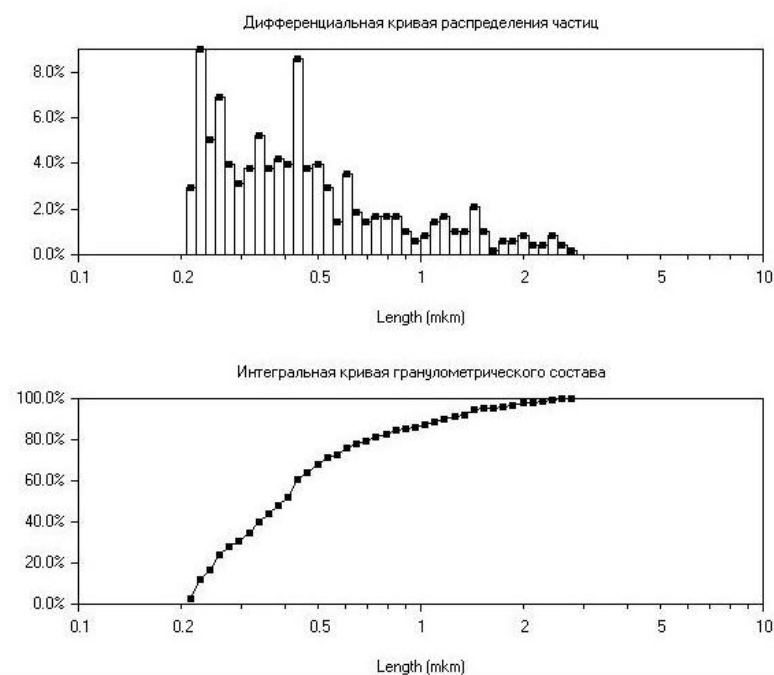 Дифференциальная кривая распределения частиц
8.0%
6.0%
4.0%
2.0%
0.0%
0.1 0.2 0.5 1 2 5 10
Length (mkm)
Интегральная кривая гранулометрического состава
100.0%
80.0%
60.0%
40.0%
20.0%
0.0%
0.1 0.2 0.5 1 2 5 10
Length (mkm)